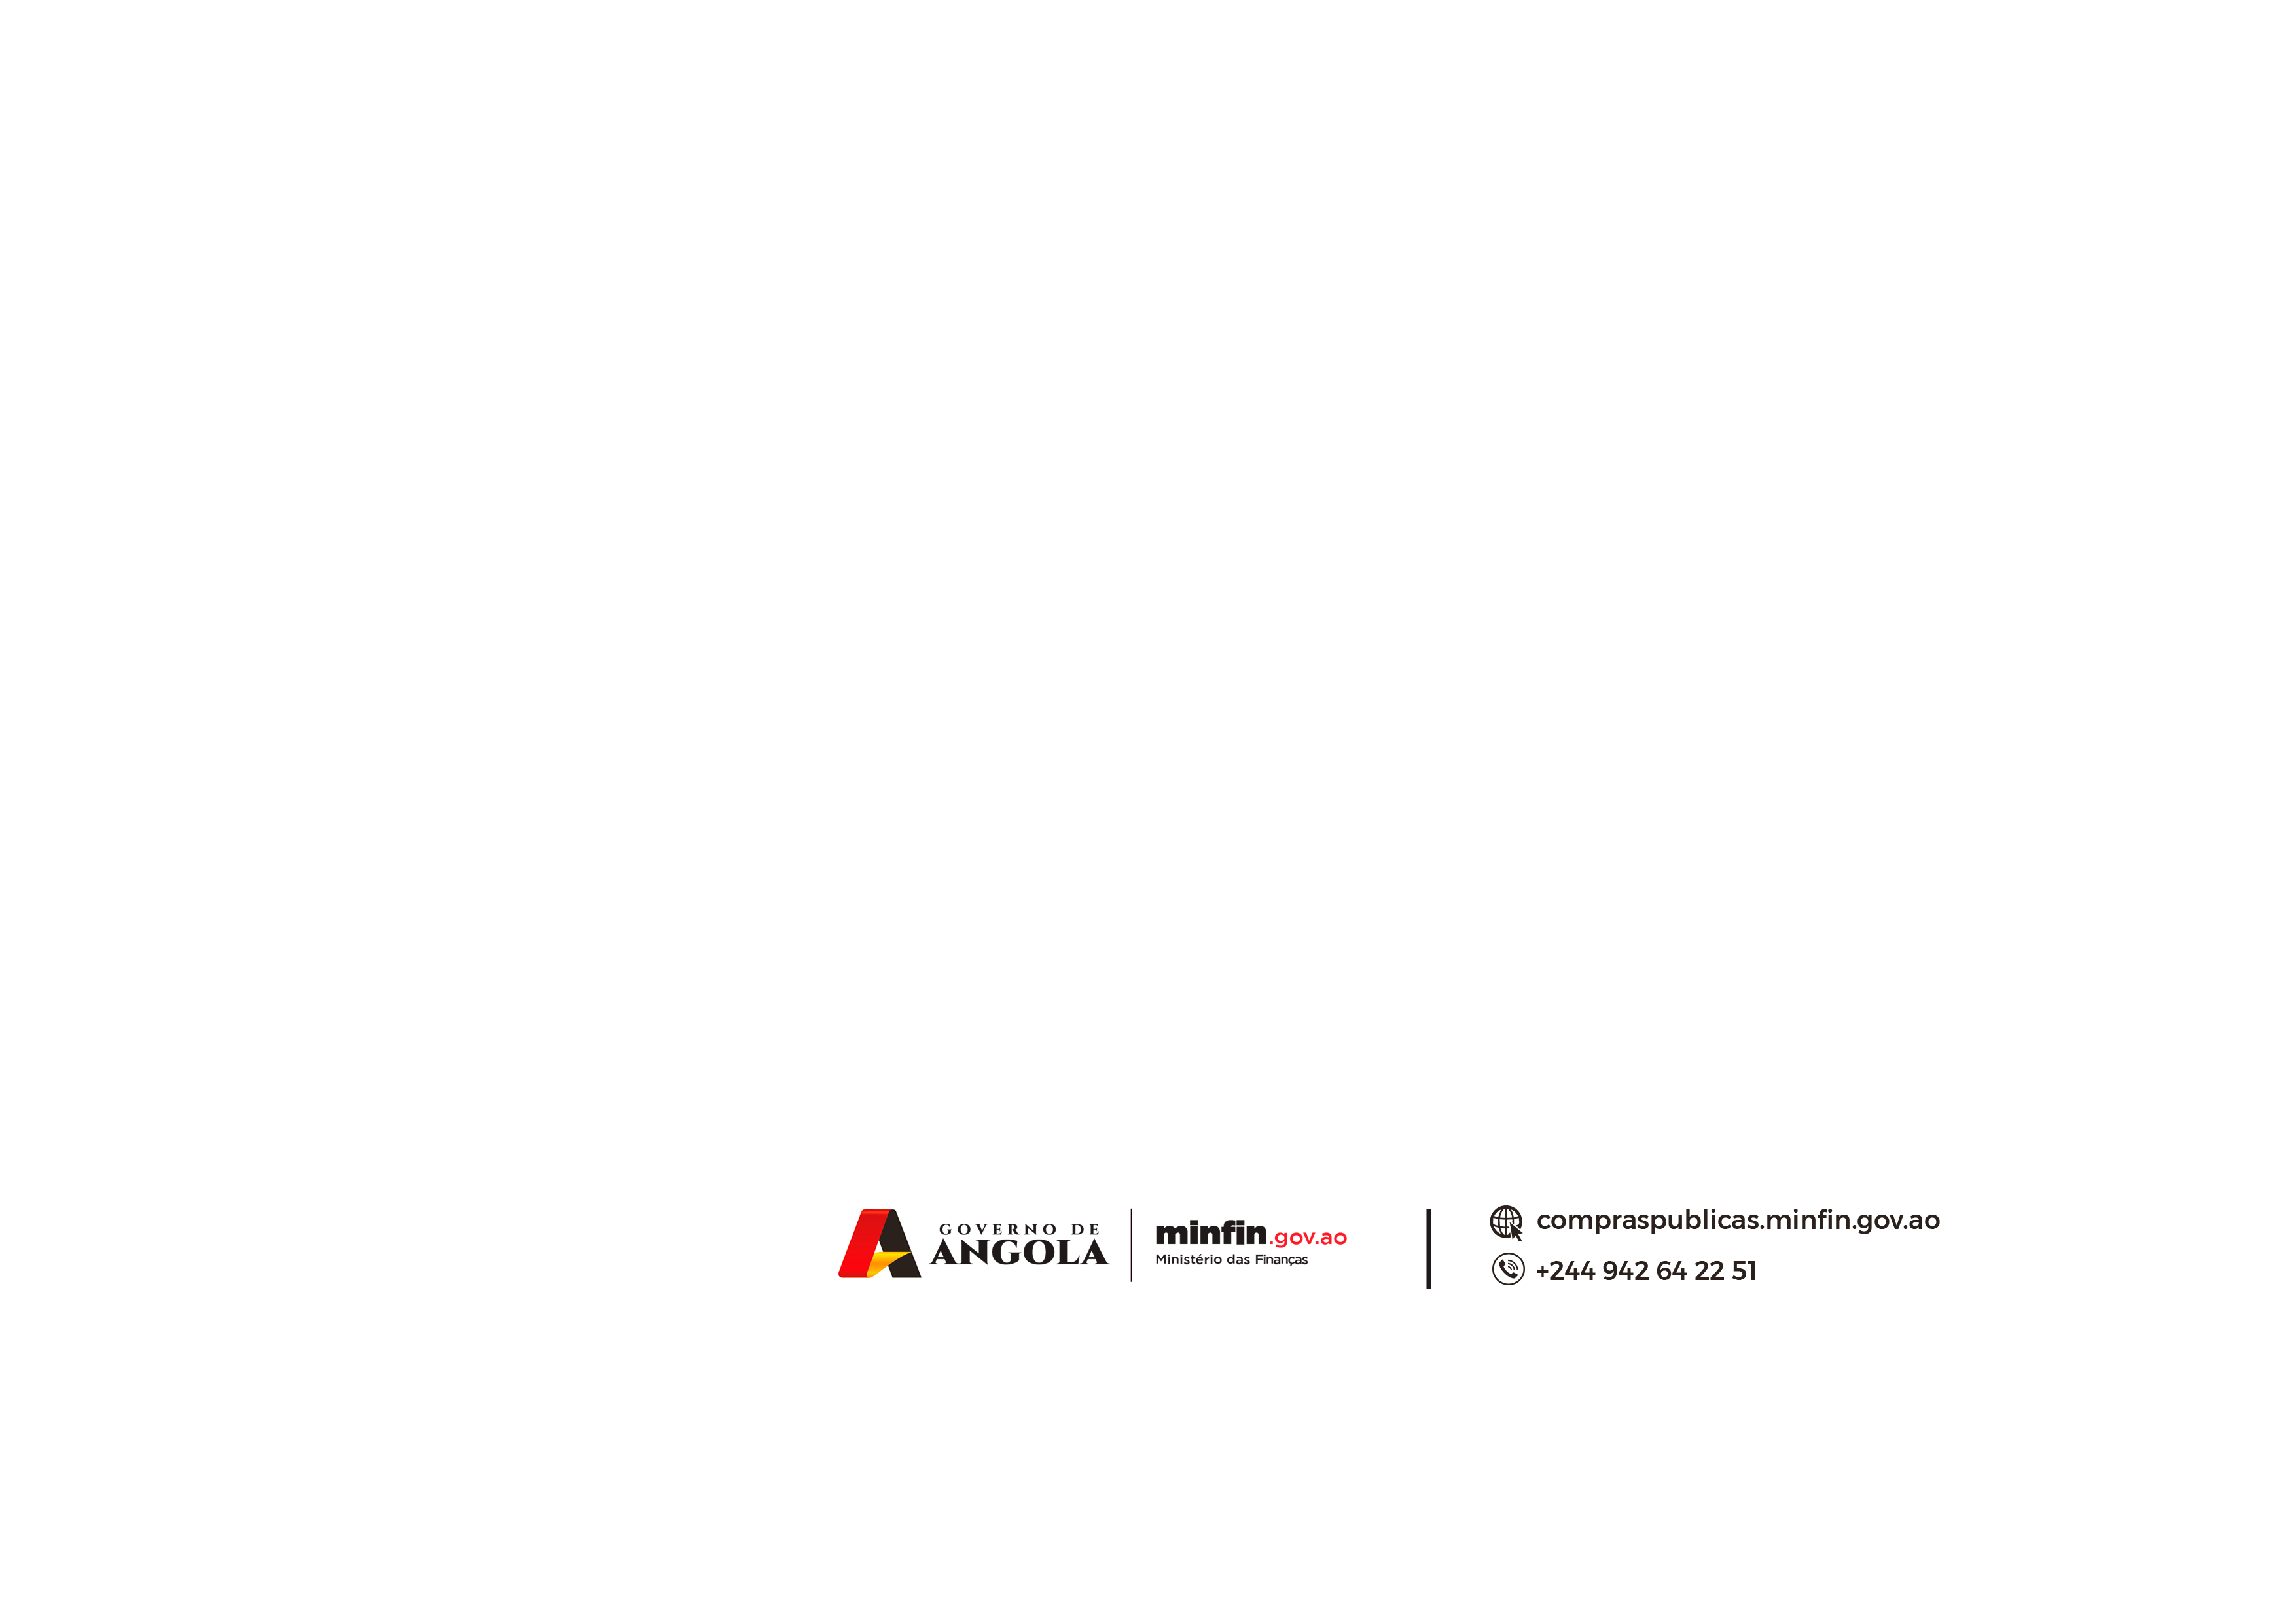 GOVERNO DE
ANGOLA
minfin.gov.ao
Ministério das Finanças
compraspublicas.minfin.gov.ao
+244 942 64 22 51